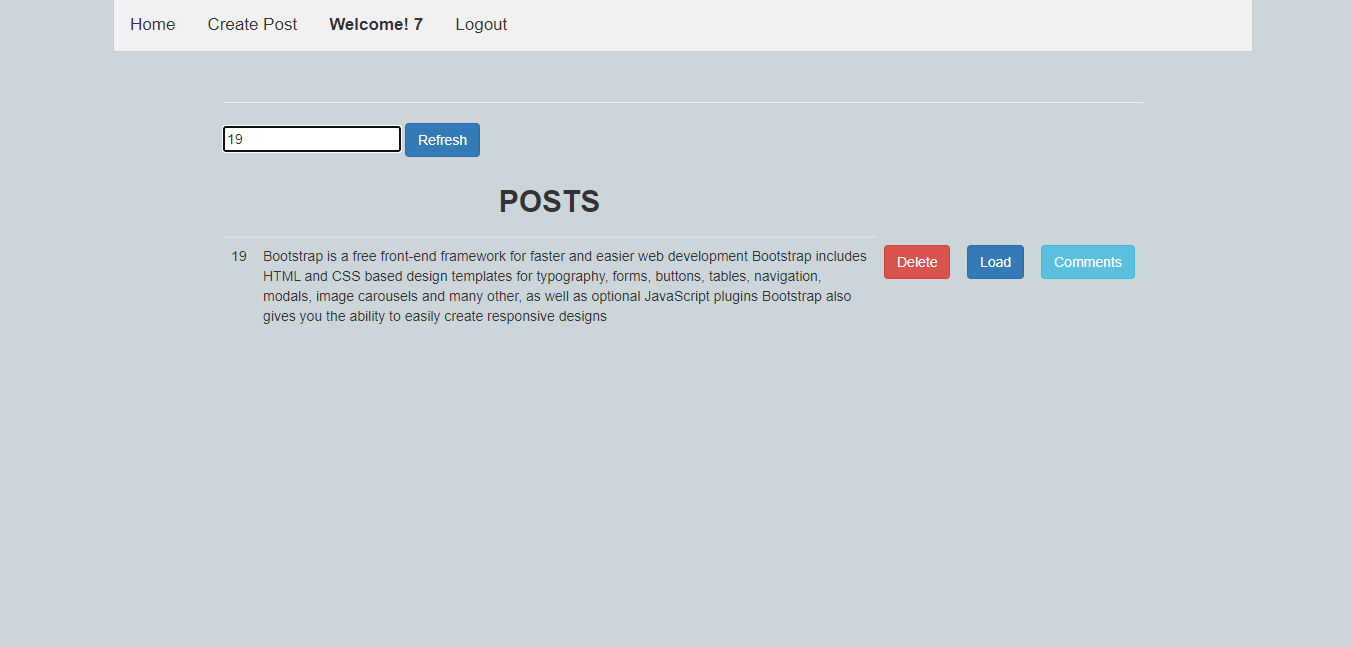 Home Create Post Welcome! 7 Logout
19 Refresh
POSTS
19 Bootstrap is a free front-end framework for faster and easier web development Bootstrap includes Delete Load Comments
HTML and CSS based design templates for typography, forms, buttons, tables, navigation,
modals, image carousels and many other, as well as optional JavaScript plugins Bootstrap also
gives you the ability to easily create responsive designs